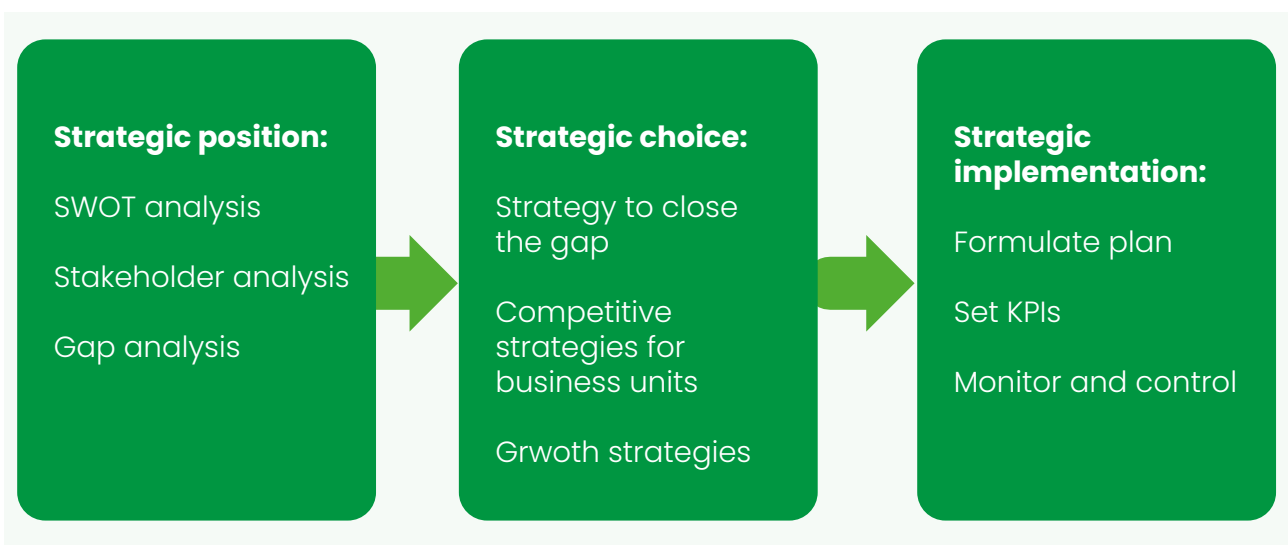 Strategic position:
SWOT analysis
Stakeholder analysis
Gap analysis
Strategic choice:
Strategy to close
the gap
Competitive
strategies for
business units
Grwoth strategies
Strategic
implementation:
Formulate plan
Set KPIs
Monitor and control